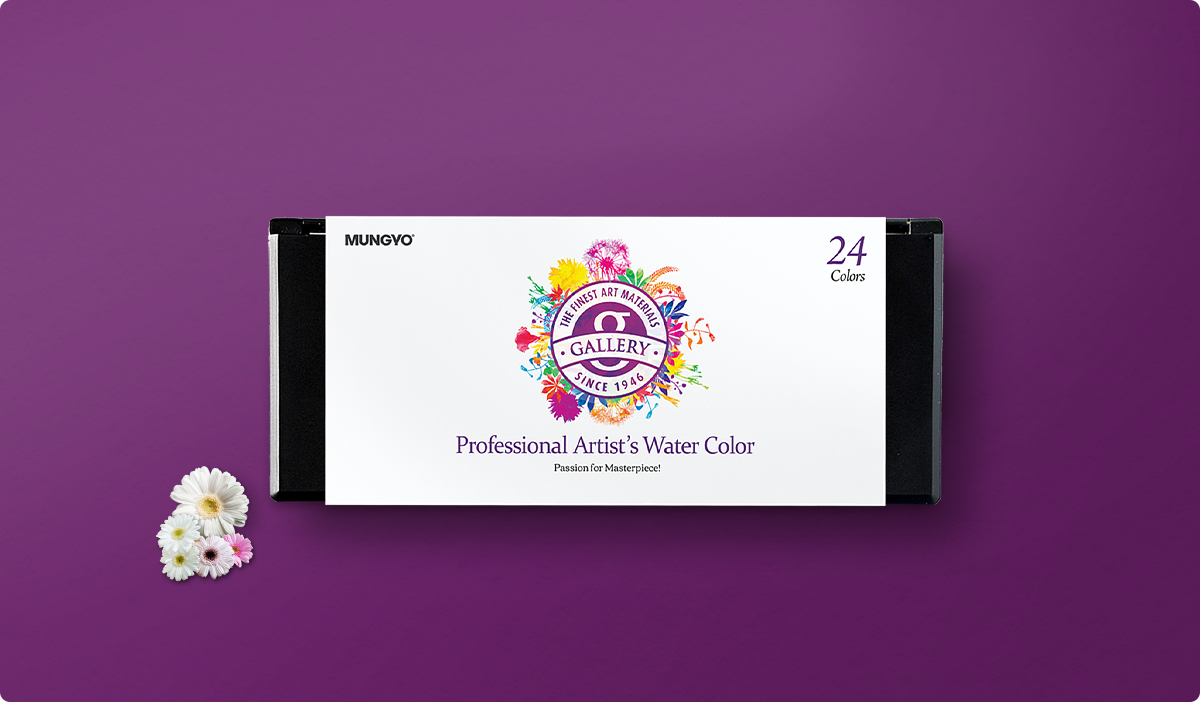 MUNGYO®
24
Colors
THE FINEST ART MATERIALS
g
GALLERY
SINCE 1946
Professional Artist's Water Color
Passion for Masterpiece!